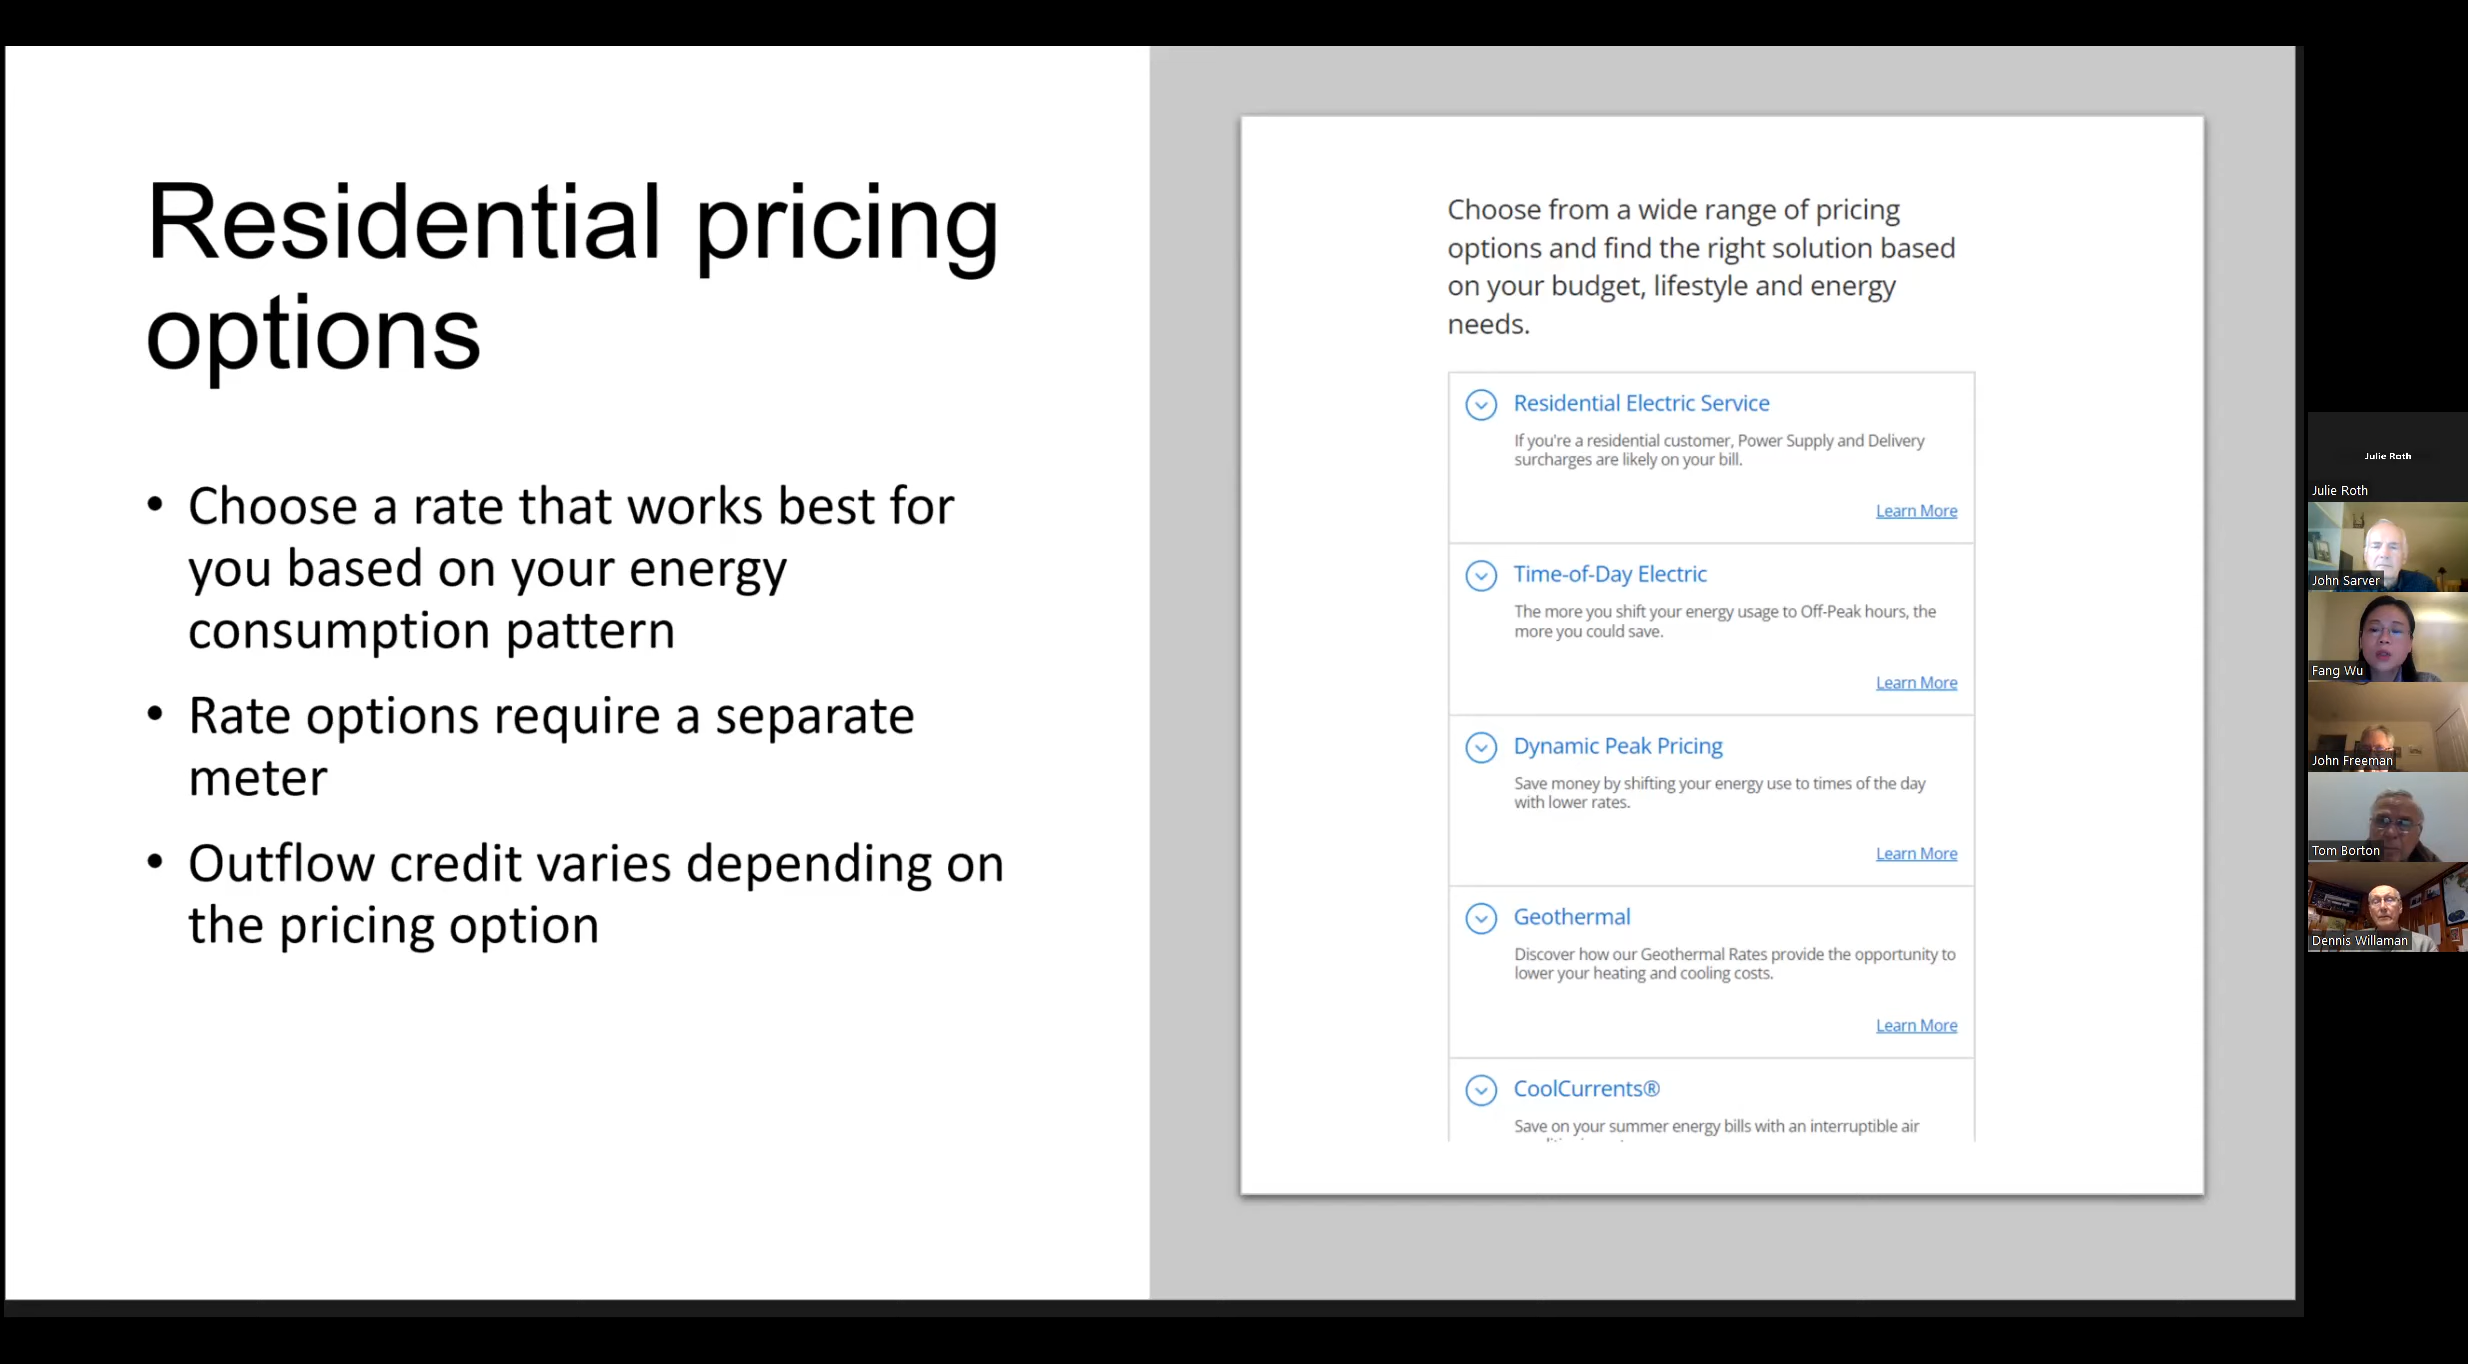 Residential pricing
options
• Choose a rate that works best for
you based on your energy
consumption pattern
• Rate options require a separate
meter
• Outflow credit varies depending on
the pricing option
Choose from a wide range of pricing
options and find the right solution based
on your budget, lifestyle and energy
needs.
Residential Electric Service
If you're a residential customer, Power Supply and Delivery
surcharges are likely on your bill.
Learn More
Time-of-Day Electric
The more you shift your energy usage to Off-Peak hours, the
more you could save.
Learn More
Dynamic Peak Pricing
Save money by shifting your energy use to times of the day
with lower rates.
Learn More
Geothermal
Discover how our Geothermal Rates provide the opportunity to
lower your heating and cooling costs.
Learn More
CoolCurrents®
Save on your summer energy bills with an interruptible air
Julie Roth
Julie Roth
John Sarver
Fang Wu
John Freeman
Tom Borton
Dennis Willaman